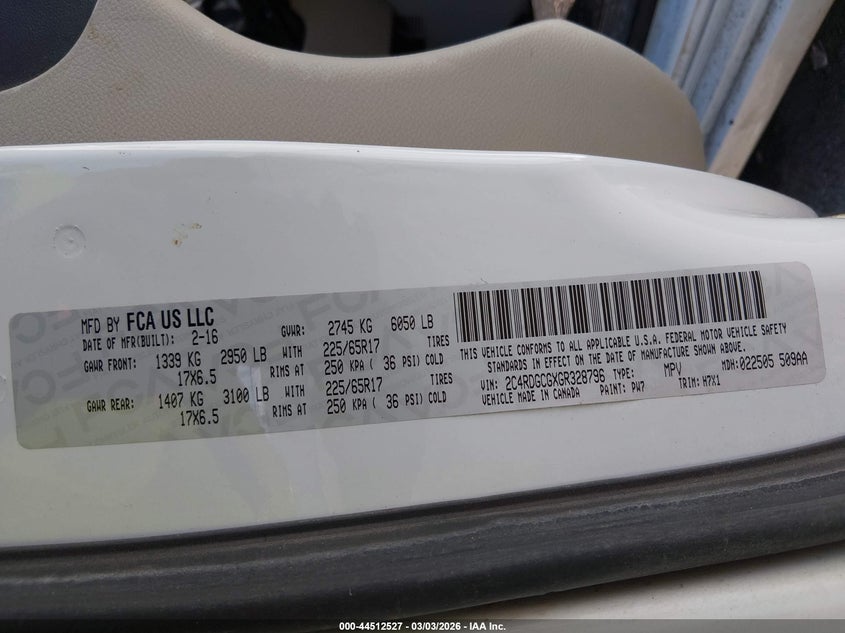 MFD BY FCA US LLC
DATE OF MFR(BUILT): 2-16 GVWR: 2745 KG 6050 LB
GAWR FRONT: 1339 KG 2950 LB WITH 225/65R17 TIRES
17X6.5 RIMS AT 250 KPA ( 36 PSI) COLD
GAWR REAR: 1407 KG 3100 LB WITH 225/65R17 TIRES
17X6.5 RIMS AT 250 KPA ( 36 PSI) COLD
THIS VEHICLE CONFORMS TO ALL APPLICABLE U.S.A. FEDERAL MOTOR VEHICLE SAFETY
STANDARDS IN EFFECT ON THE DATE OF MANUFACTURE SHOWN ABOVE.
VIN: 2C4RDGCGXGR328796 TYPE: MPV MDH: 022505 509AA
VEHICLE MADE IN CANADA PAINT: PW7 TRIM: H7X1
000-44512527 - 03/03/2026 - IAA Inc.